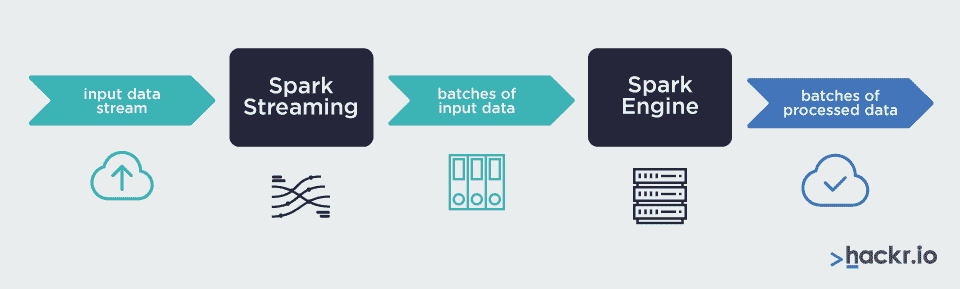 input data
stream
Spark
Streaming
batches of
input data
Spark
Engine
batches of
processed data
>hackr.io